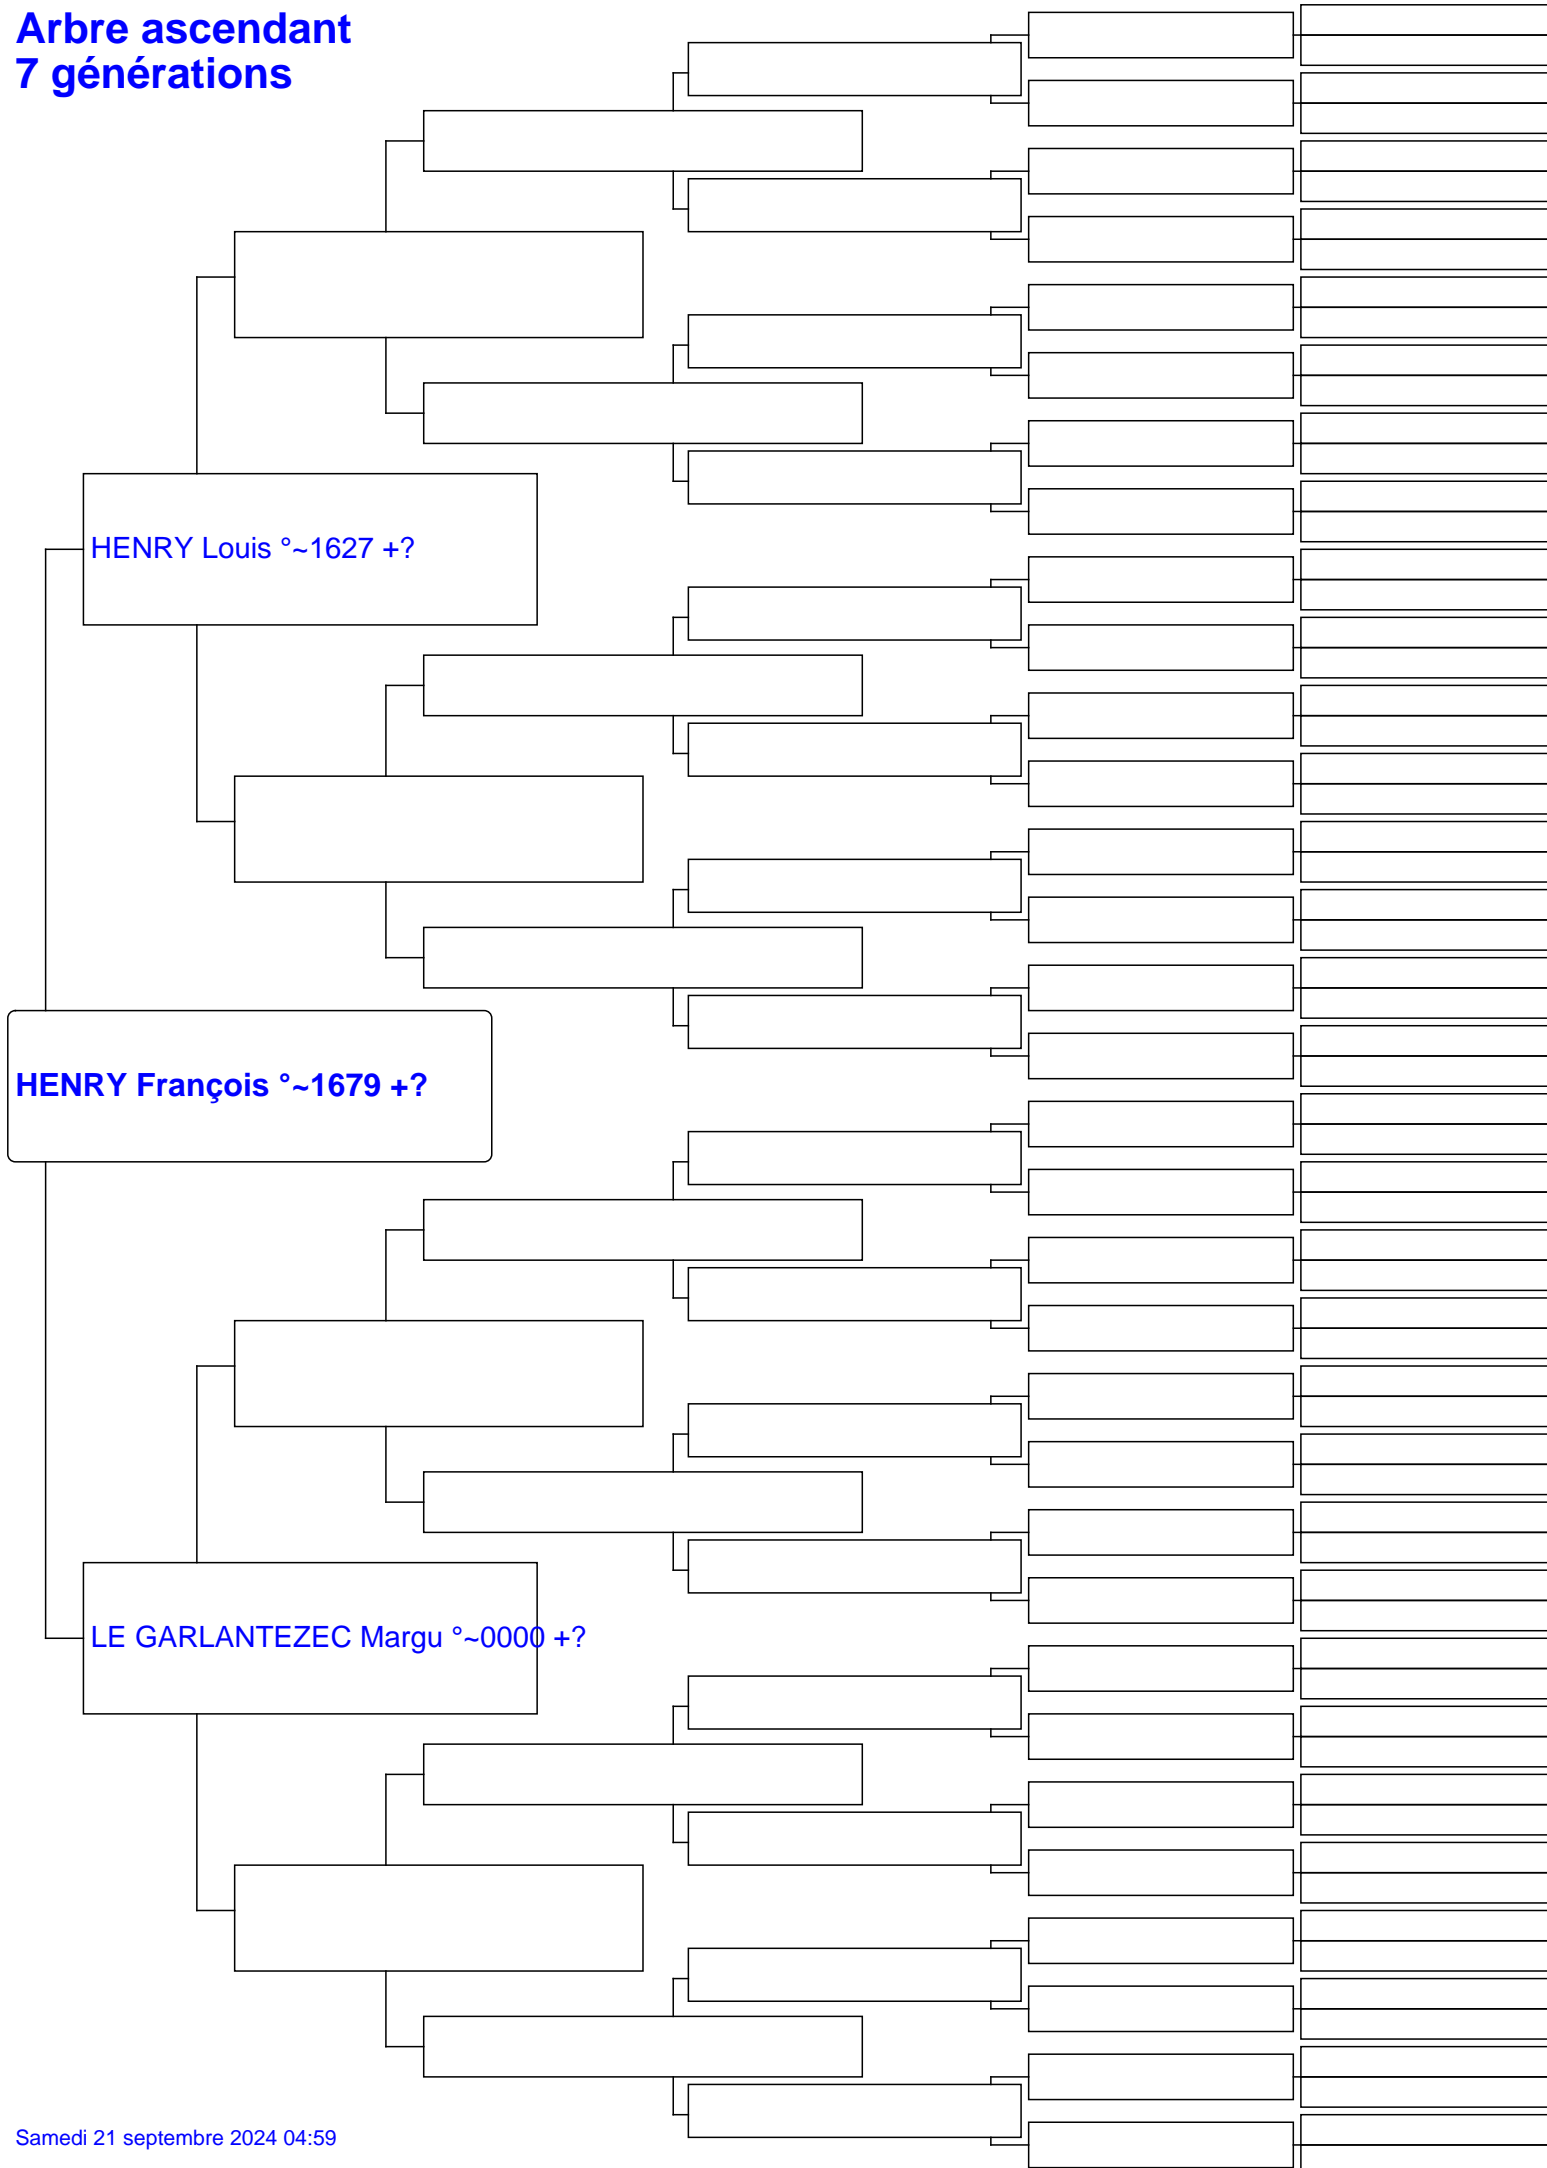 Arbre ascendant
7 générations
HENRY Louis °~1627 +?
HENRY François °~1679 +?
LE GARLANTEZEC Margu °~0000 +?
Samedi 21 septembre 2024 04:59